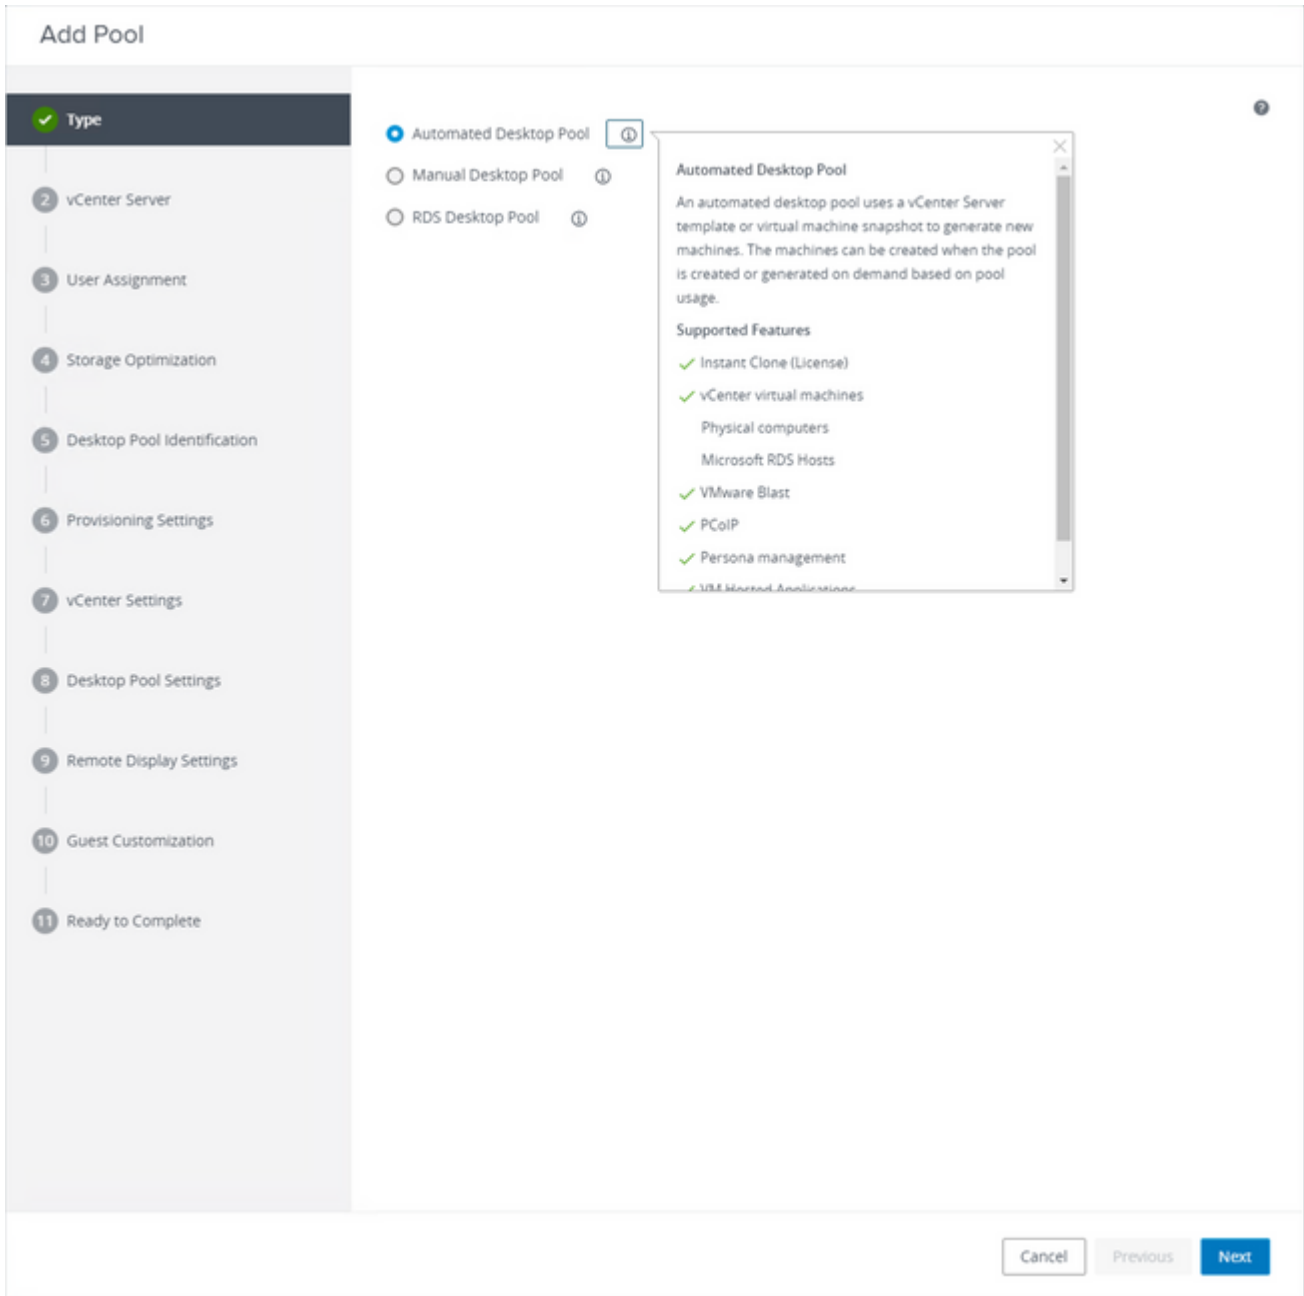 Add Pool
Type
2 vCenter Server
3 User Assignment
4 Storage Optimization
5 Desktop Pool Identification
6 Provisioning Settings
7 vCenter Settings
8 Desktop Pool Settings
9 Remote Display Settings
10 Guest Customization
11 Ready to Complete
Automated Desktop Pool
Manual Desktop Pool
RDS Desktop Pool
Automated Desktop Pool
An automated desktop pool uses a vCenter Server
template or virtual machine snapshot to generate new
machines. The machines can be created when the pool
is created or generated on demand based on pool
usage.
Supported Features
Instant Clone (License)
vCenter virtual machines
Physical computers
Microsoft RDS Hosts
VMware Blast
PCoIP
Persona management
VM Hosted Applications
Cancel
Previous
Next